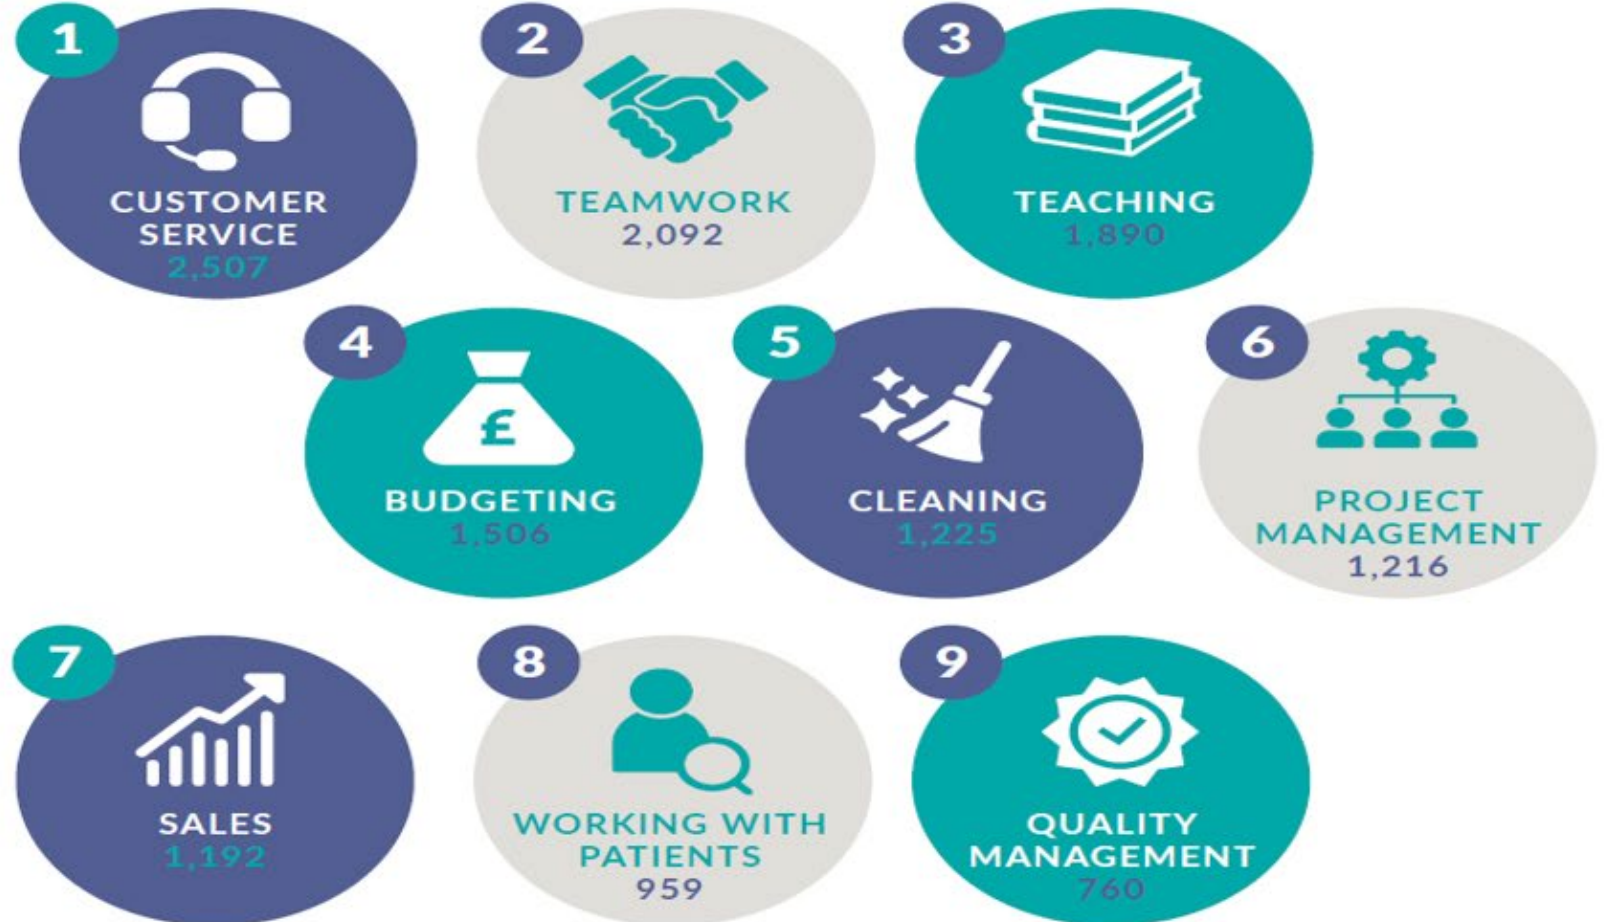 1
CUSTOMER
SERVICE
2,507
2
TEAMWORK
2,092
3
TEACHING
1,890
4
£
BUDGETING
1,506
5
CLEANING
1,225
6
PROJECT
MANAGEMENT
1,216
7
SALES
1,192
8
WORKING WITH
PATIENTS
959
9
QUALITY
MANAGEMENT
760